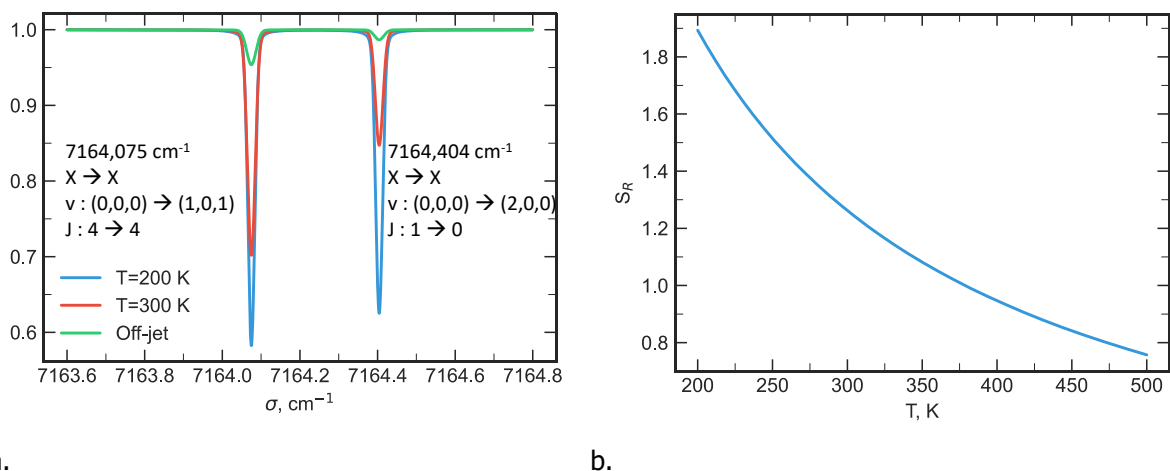 1.0
0.9
0.8
0.7
0.6
7164,075 cm⁻¹
X → X
v : (0,0,0) → (1,0,1)
J : 4 → 4
7164,404 cm⁻¹
X → X
v : (0,0,0) → (2,0,0)
J : 1 → 0
T=200 K
T=300 K
Off-jet
7163.6 7163.8 7164.0 7164.2 7164.4 7164.6 7164.8
σ, cm⁻¹
1.8
1.6
1.4
1.2
1.0
0.8
S_R
200 250 300 350 400 450 500
T, K
b.